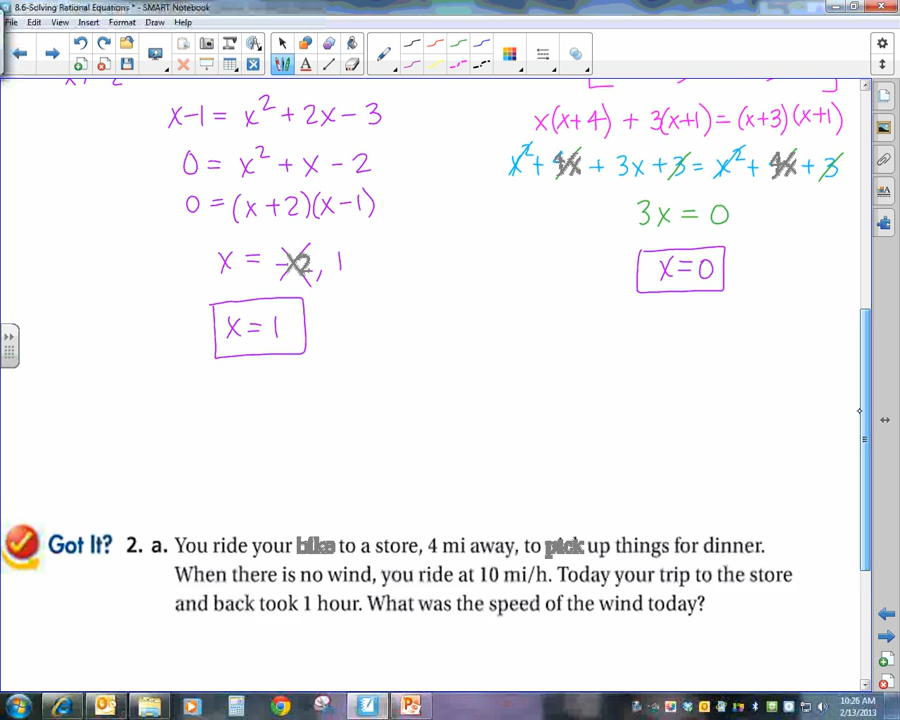 8.6-Solving Rational Equations * - SMART Notebook
File Edit View Insert Format Draw Help
x-1 = x² + 2x - 3
0 = x² + x - 2
0 = (x + 2)(x - 1)
x = , 1
x = 1
x(x+4) + 3(x+1) = (x+3)(x+1)
x² + 4x + 3x + 3 = x² + 4x + 3
3x = 0
x = 0
Got It? 2. a. You ride your bike to a store, 4 mi away, to pick up things for dinner.
When there is no wind, you ride at 10 mi/h. Today your trip to the store
and back took 1 hour. What was the speed of the wind today?
10:26 AM
2/13/2013